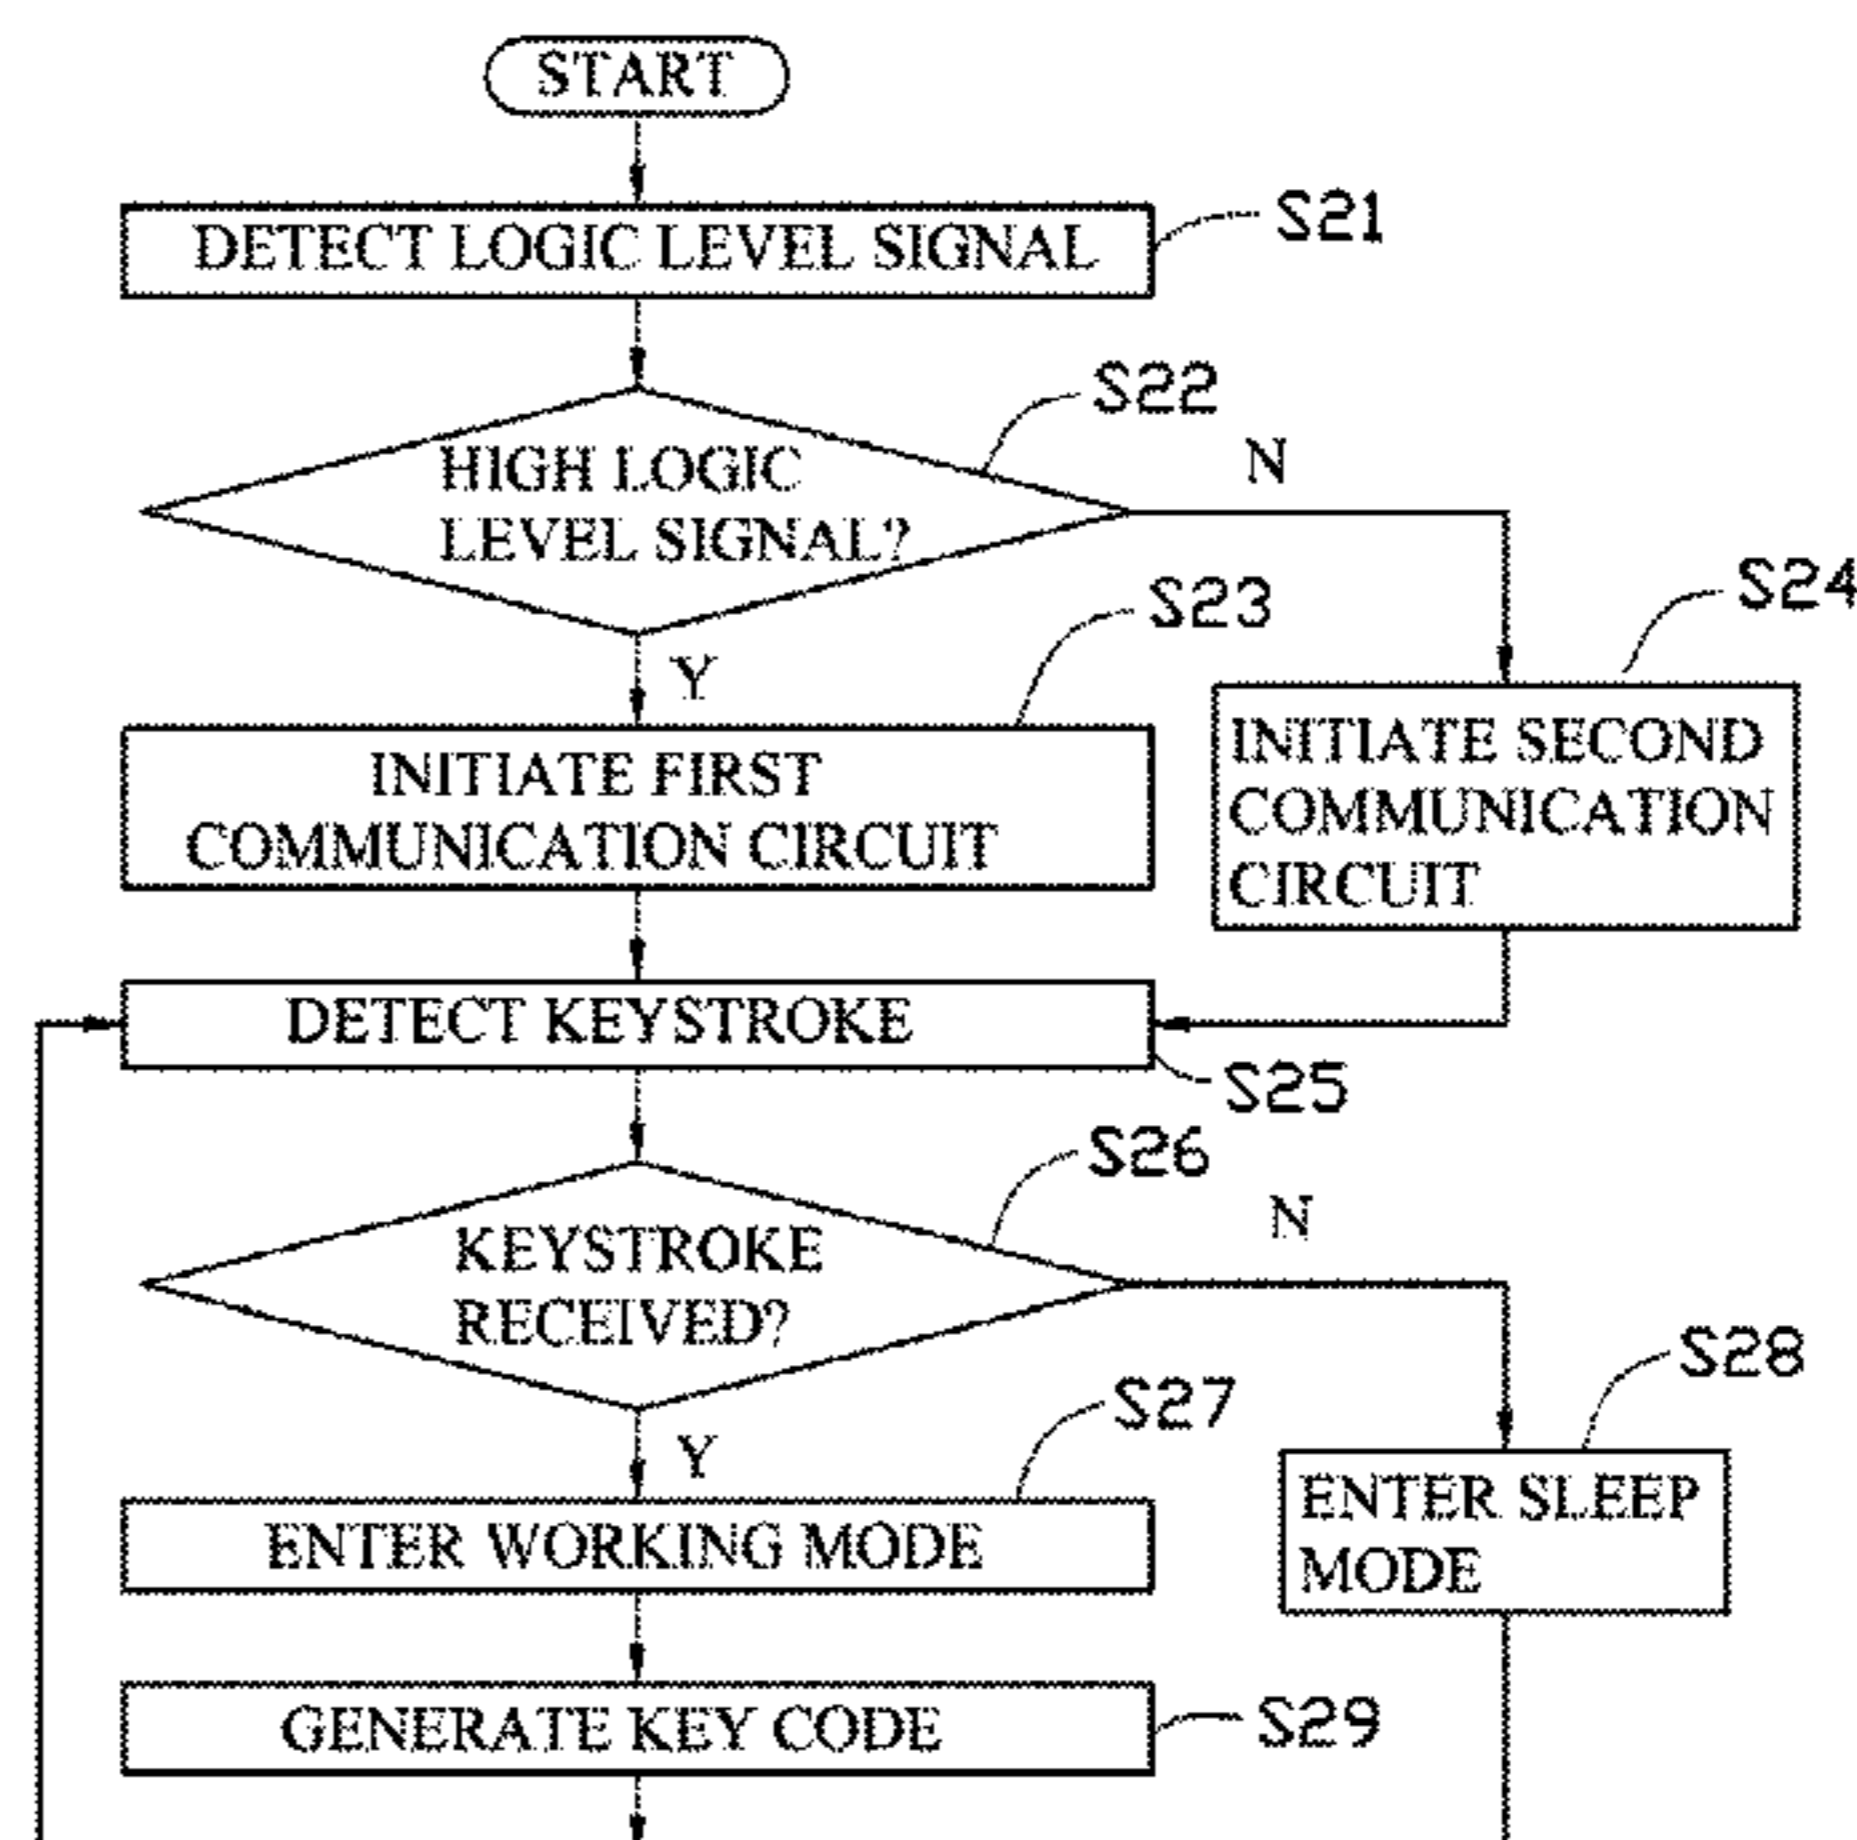 START
DETECT LOGIC LEVEL SIGNAL
S21
S22
HIGH LOGIC
LEVEL SIGNAL?
N
Y
S23
S24
INITIATE FIRST
COMMUNICATION CIRCUIT
INITIATE SECOND
COMMUNICATION
CIRCUIT
DETECT KEYSTROKE
S25
S26
KEYSTROKE
RECEIVED?
N
Y
S27
S28
ENTER WORKING MODE
ENTER SLEEP
MODE
GENERATE KEY CODE
S29